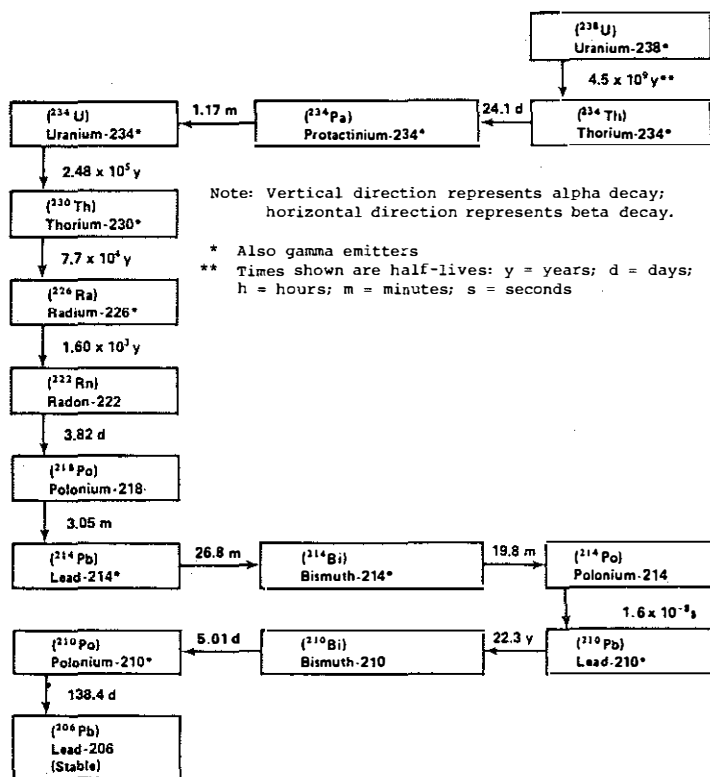 (²³⁸U)
Uranium-238*
4.5 x 10⁹ y**
(²³⁴U)
Uranium-234*
1.17 m
(²³⁴Pa)
Protactinium-234*
24.1 d
(²³⁴Th)
Thorium-234*
2.48 x 10⁵ y
(²³⁰Th)
Thorium-230*
7.7 x 10⁴ y
Note: Vertical direction represents alpha decay;
horizontal direction represents beta decay.
* Also gamma emitters
** Times shown are half-lives: y = years; d = days;
h = hours; m = minutes; s = seconds
(²²⁶Ra)
Radium-226*
1.60 x 10³ y
(²²²Rn)
Radon-222
3.82 d
(²¹⁸Po)
Polonium-218
3.05 m
(²¹⁴Pb)
Lead-214*
26.8 m
(²¹⁴Bi)
Bismuth-214*
19.8 m
(²¹⁴Po)
Polonium-214
1.6 x 10⁻⁸ s
(²¹⁰Po)
Polonium-210*
5.01 d
(²¹⁰Bi)
Bismuth-210
22.3 y
(²¹⁰Pb)
Lead-210*
138.4 d
(²⁰⁶Pb)
Lead-206
(Stable)